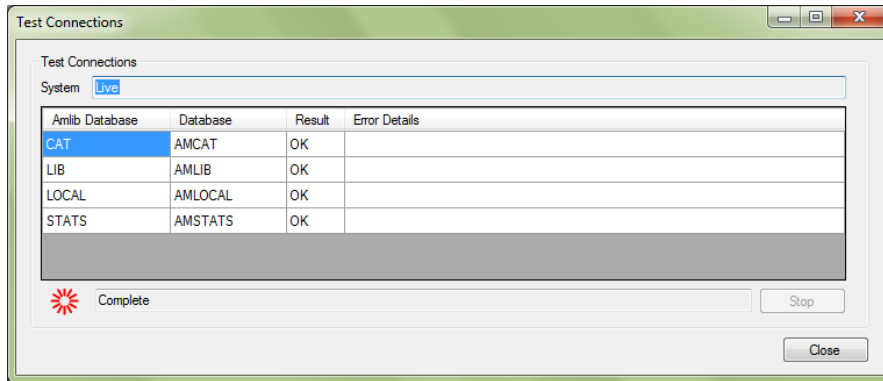 Test Connections
Test Connections
System Live
Amlib Database Database Result Error Details
CAT AMCAT OK
LIB AMLIB OK
LOCAL AMLOCAL OK
STATS AMSTATS OK
Complete Stop
Close